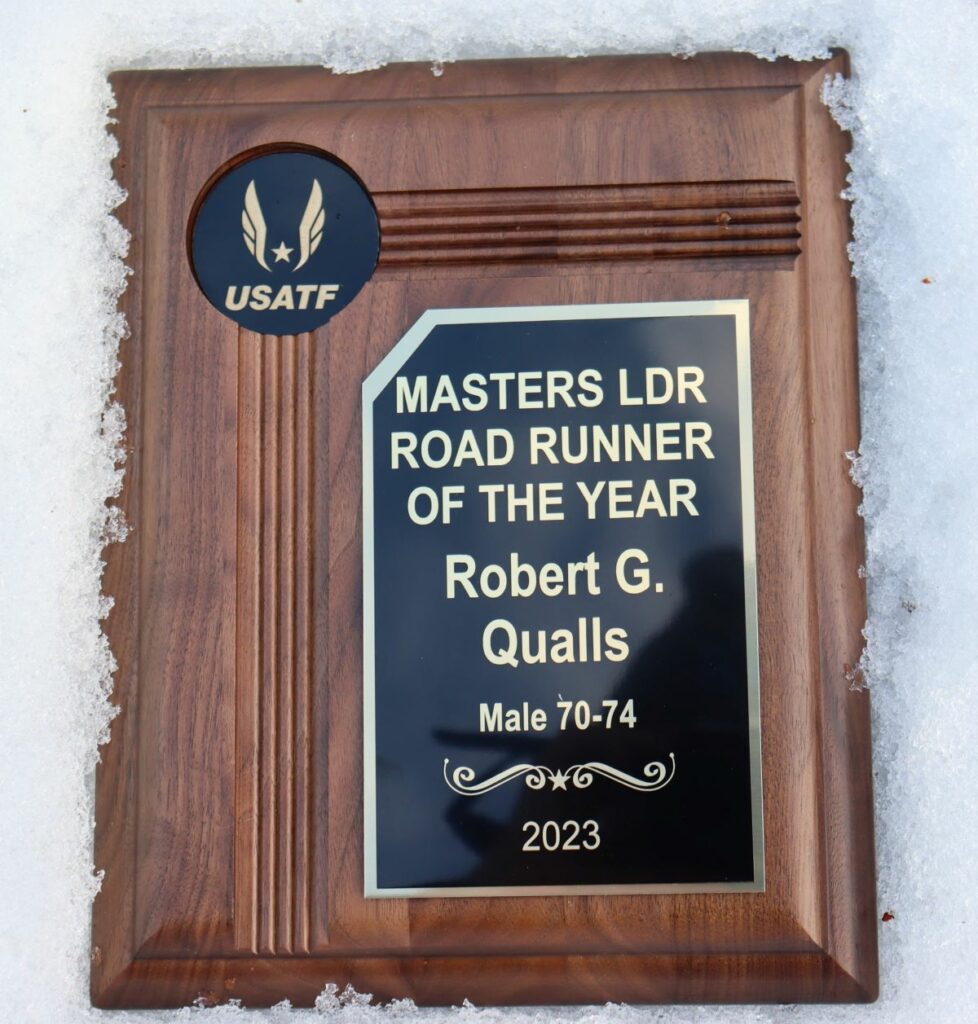 USATF
MASTERS LDR
ROAD RUNNER
OF THE YEAR
Robert G.
Qualls
Male 70-74
2023